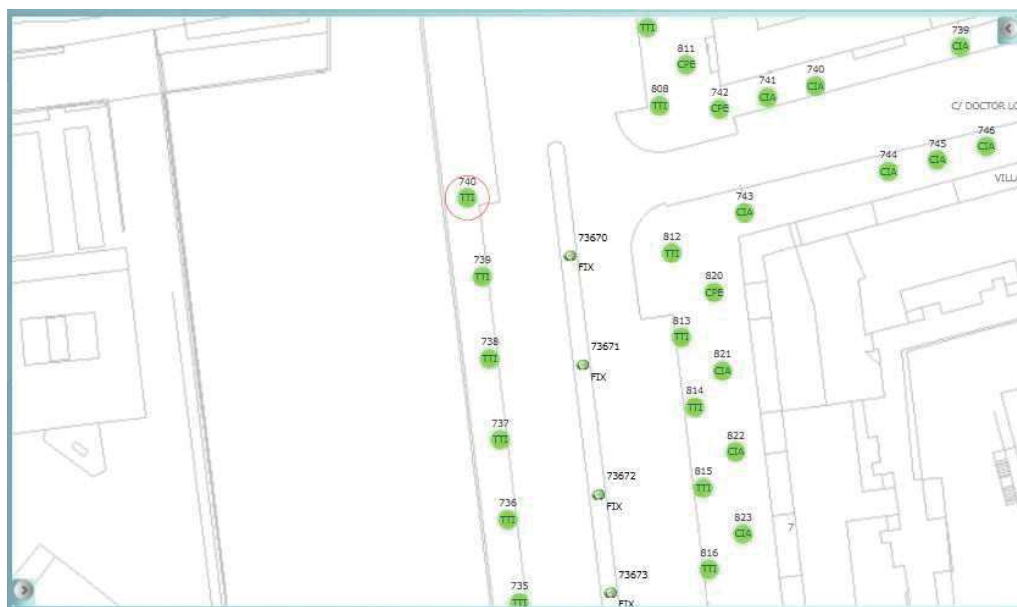 TTI
739
CIA
811
CPE
740
CIA
741
CIA
808
TTI
742
CPE
C/ DOCTOR LO
746
CIA
745
CIA
744
CIA
VILLA
740
TTI
743
CIA
73670
FIX
812
TTI
739
TTI
820
CPE
813
TTI
73671
FIX
738
TTI
821
CIA
814
TTI
737
TTI
822
CIA
815
TTI
73672
FIX
736
TTI
823
CIA
7
816
TTI
735
TTI
73673
FIX